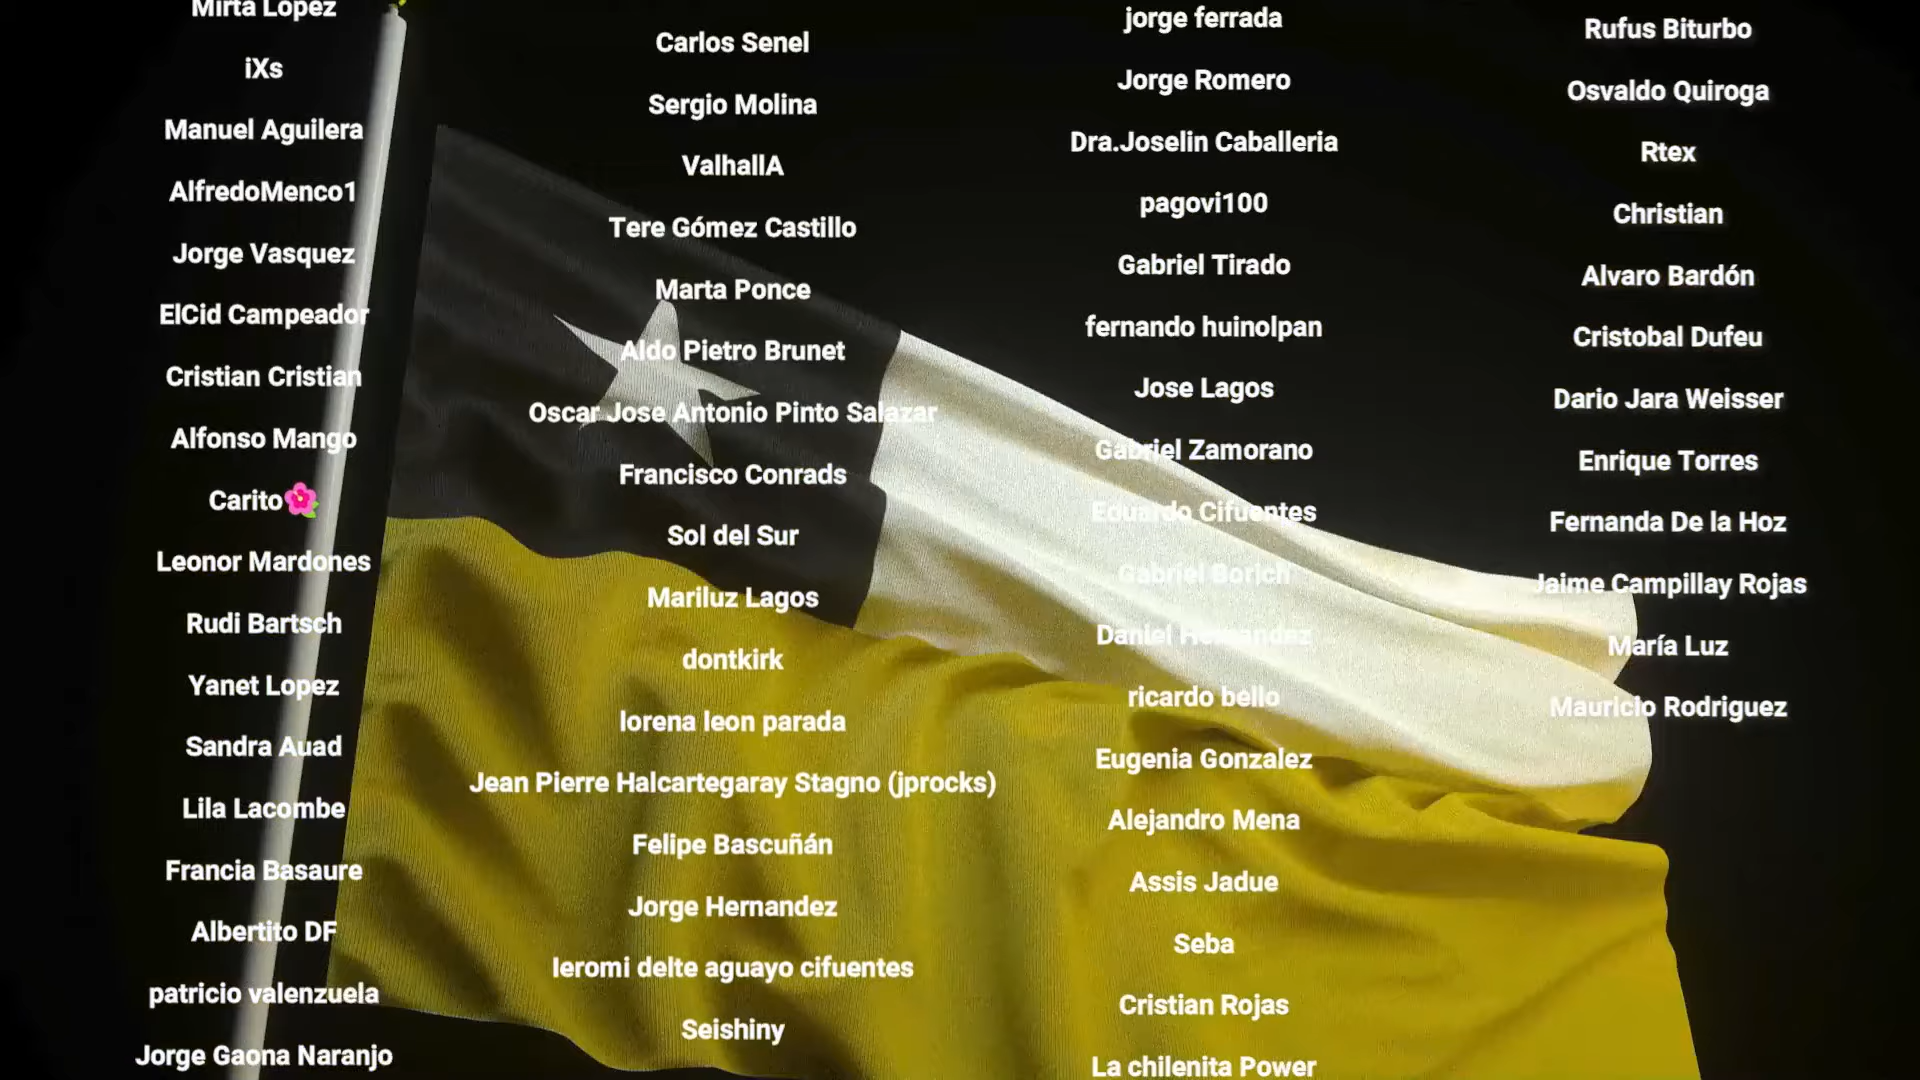 Mirta Lopez
iXs
Manuel Aguilera
AlfredoMenco1
Jorge Vasquez
ElCid Campeador
Cristian Cristian
Alfonso Mango
Carito🌺
Leonor Mardones
Rudi Bartsch
Yanet Lopez
Sandra Auad
Lila Lacombe
Francia Basaure
Albertito DF
patricio valenzuela
Jorge Gaona Naranjo
Carlos Senel
Sergio Molina
ValhallA
Tere Gómez Castillo
Marta Ponce
Aldo Pietro Brunet
Oscar Jose Antonio Pinto Salazar
Francisco Conrads
Sol del Sur
Mariluz Lagos
dontkirk
lorena leon parada
Jean Pierre Halcartegaray Stagno (jprocks)
Felipe Bascuñán
Jorge Hernandez
leromi delte aguayo cifuentes
Seishiny
jorge ferrada
Jorge Romero
Dra.Joselin Caballeria
pagovi100
Gabriel Tirado
fernando huinolpan
Jose Lagos
Gabriel Zamorano
Eduardo Cifuentes
Gabriel Borich
Daniel Hernandez
ricardo bello
Eugenia Gonzalez
Alejandro Mena
Assis Jadue
Seba
Cristian Rojas
La chilenita Power
Rufus Biturbo
Osvaldo Quiroga
Rtex
Christian
Alvaro Bardón
Cristobal Dufeu
Dario Jara Weisser
Enrique Torres
Fernanda De la Hoz
Jaime Campillay Rojas
María Luz
Mauricio Rodriguez